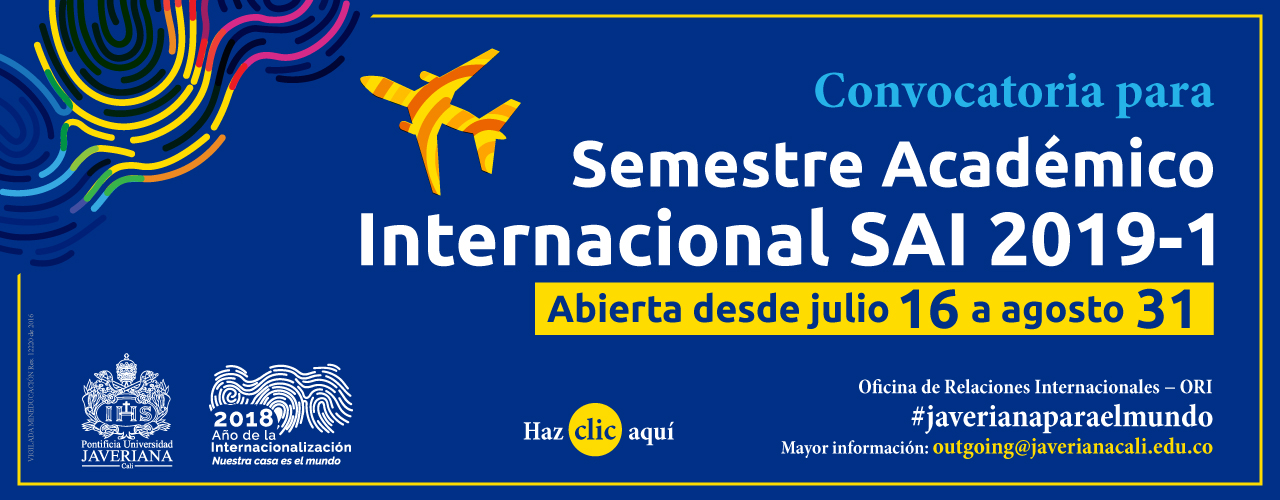 Convocatoria para
Semestre Académico
Internacional SAI 2019-1
Abierta desde julio 16 a agosto 31
VIGILADA MINEDUCACIÓN Res. 12220 de 2016
IHS
Pontificia Universidad
JAVERIANA
Cali
2018
Año de la
Internacionalización
Nuestra casa es el mundo
Haz clic aquí
Oficina de Relaciones Internacionales – ORI
#javerianaparaelmundo
Mayor información: outgoing@javerianacali.edu.co